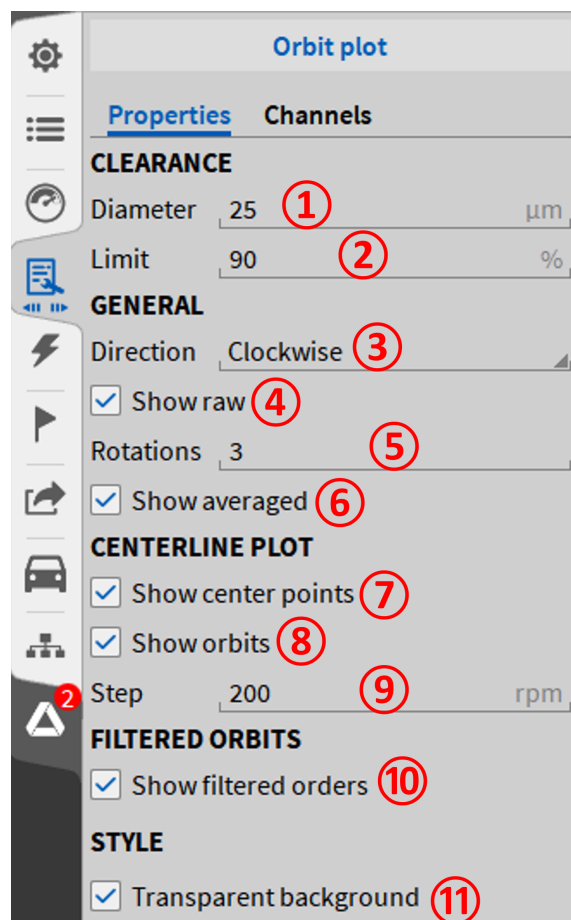 Orbit plot
Properties Channels
CLEARANCE
Diameter 25 ① µm
Limit 90 ② %
GENERAL
Direction Clockwise ③
Show raw ④
Rotations 3 ⑤
Show averaged ⑥
CENTERLINE PLOT
Show center points ⑦
Show orbits ⑧
2
Step 200 ⑨ rpm
FILTERED ORBITS
Show filtered orders ⑩
STYLE
Transparent background ⑪